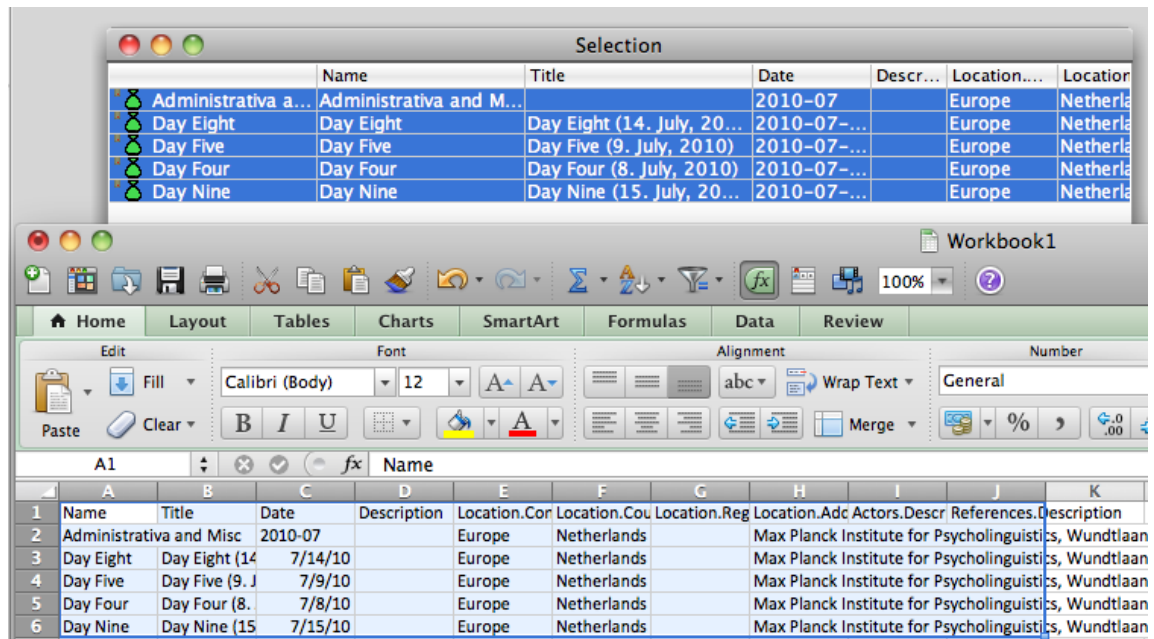 Selection
Name Title Date Descr... Location.... Location
Administrativa a... Administrativa and M... 2010-07 Europe Netherla
Day Eight Day Eight Day Eight (14. July, 20... 2010-07-... Europe Netherla
Day Five Day Five Day Five (9. July, 2010) 2010-07-... Europe Netherla
Day Four Day Four Day Four (8. July, 2010) 2010-07-... Europe Netherla
Day Nine Day Nine Day Nine (15. July, 20... 2010-07-... Europe Netherla
Workbook1
fx 100% ?
Home Layout Tables Charts SmartArt Formulas Data Review
Edit Font Alignment Number
Fill Calibri (Body) 12 A A abc Wrap Text General
Paste Clear B I U A Merge % , .0 .00
A1 fx Name
A B C D E F G H I J K
1 Name Title Date Description Location.Con Location.Cou Location.Reg Location.Add Actors.Descr References.Description
2 Administrativa and Misc 2010-07 Europe Netherlands Max Planck Institute for Psycholinguistics, Wundtlaan
3 Day Eight Day Eight (14 7/14/10 Europe Netherlands Max Planck Institute for Psycholinguistics, Wundtlaan
4 Day Five Day Five (9. J 7/9/10 Europe Netherlands Max Planck Institute for Psycholinguistics, Wundtlaan
5 Day Four Day Four (8. 7/8/10 Europe Netherlands Max Planck Institute for Psycholinguistics, Wundtlaan
6 Day Nine Day Nine (15 7/15/10 Europe Netherlands Max Planck Institute for Psycholinguistics, Wundtlaan